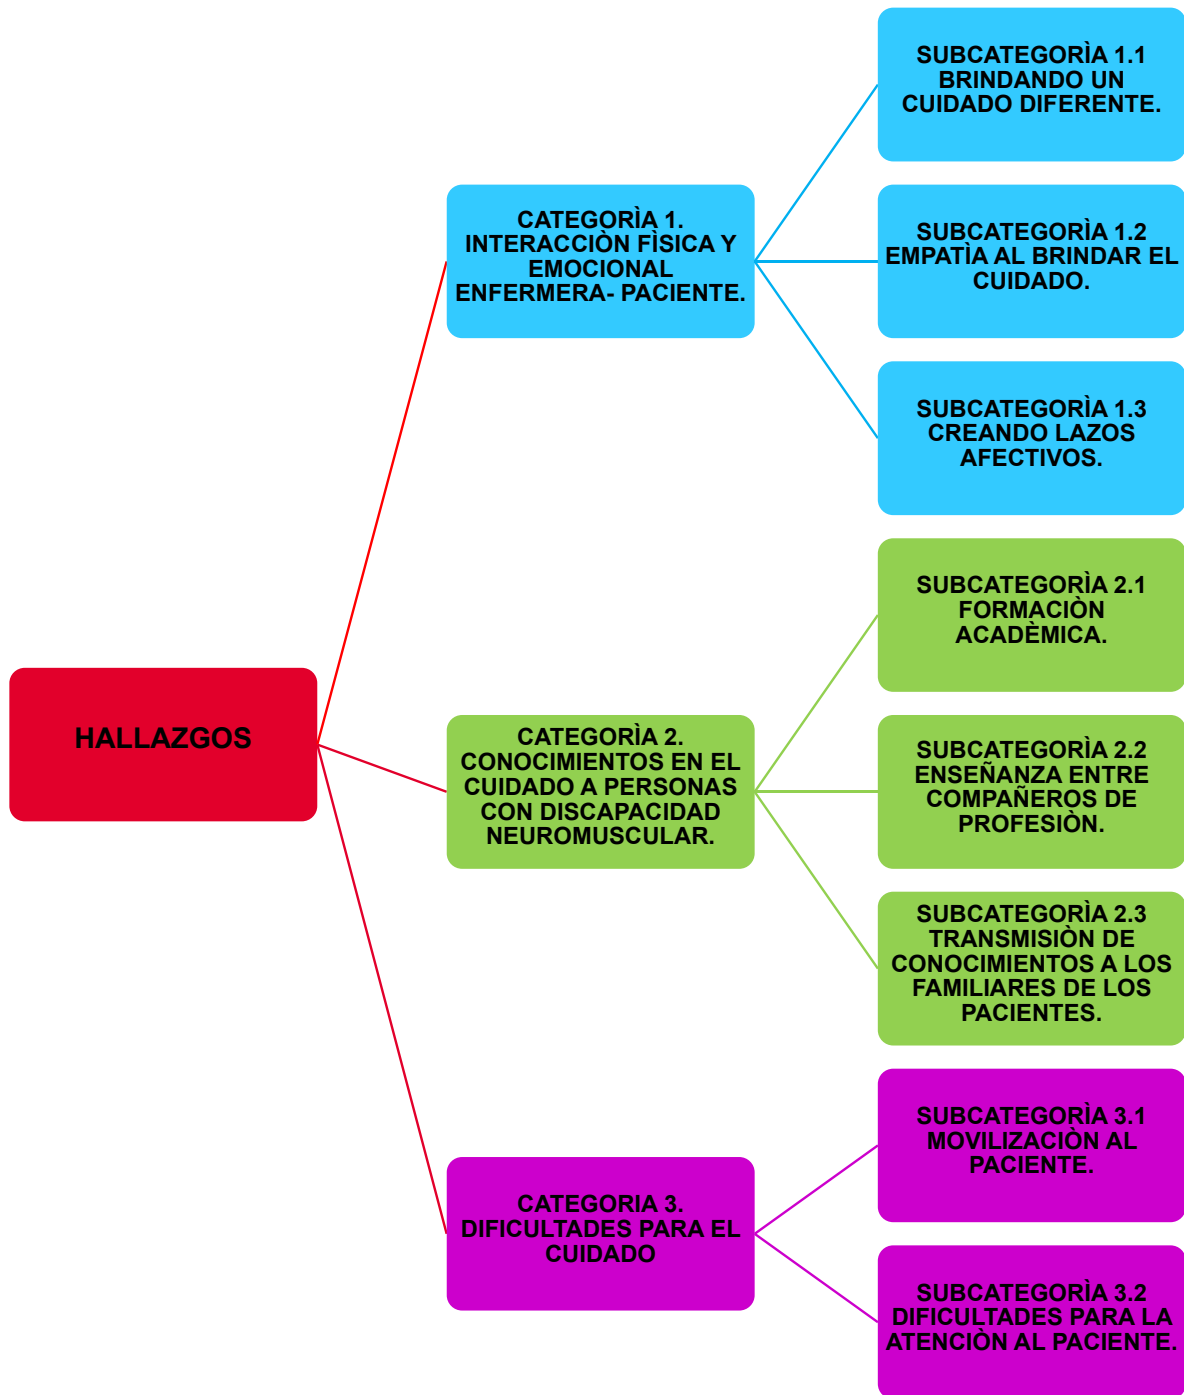 SUBCATEGORÌA 1.1
BRINDANDO UN
CUIDADO DIFERENTE.
CATEGORÌA 1.
INTERACCIÒN FÌSICA Y
EMOCIONAL
ENFERMERA- PACIENTE.
SUBCATEGORÌA 1.2
EMPATÌA AL BRINDAR EL
CUIDADO.
SUBCATEGORÌA 1.3
CREANDO LAZOS
AFECTIVOS.
HALLAZGOS
SUBCATEGORÌA 2.1
FORMACIÒN
ACADÈMICA.
CATEGORÌA 2.
CONOCIMIENTOS EN EL
CUIDADO A PERSONAS
CON DISCAPACIDAD
NEUROMUSCULAR.
SUBCATEGORÌA 2.2
ENSEÑANZA ENTRE
COMPAÑEROS DE
PROFESIÒN.
SUBCATEGORÌA 2.3
TRANSMISIÒN DE
CONOCIMIENTOS A LOS
FAMILIARES DE LOS
PACIENTES.
SUBCATEGORÌA 3.1
MOVILIZACIÒN AL
PACIENTE.
CATEGORIA 3.
DIFICULTADES PARA EL
CUIDADO
SUBCATEGORÌA 3.2
DIFICULTADES PARA LA
ATENCIÒN AL PACIENTE.